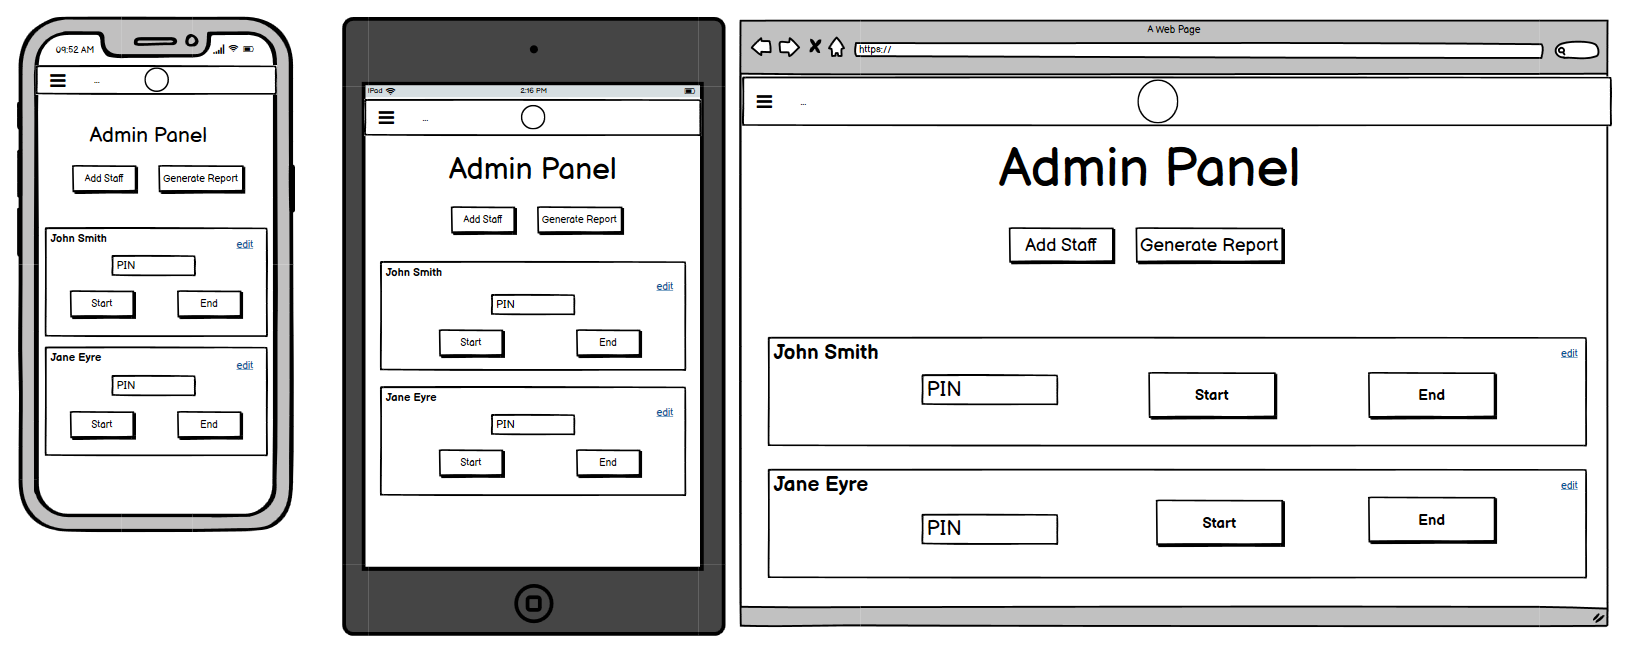 09:52 AM
...
Admin Panel
Add Staff
Generate Report
John Smith
edit
PIN
Start
End
Jane Eyre
edit
PIN
Start
End
iPod
2:16 PM
...
Admin Panel
Add Staff
Generate Report
John Smith
edit
PIN
Start
End
Jane Eyre
edit
PIN
Start
End
A Web Page
https://
...
Admin Panel
Add Staff
Generate Report
John Smith
edit
PIN
Start
End
Jane Eyre
edit
PIN
Start
End